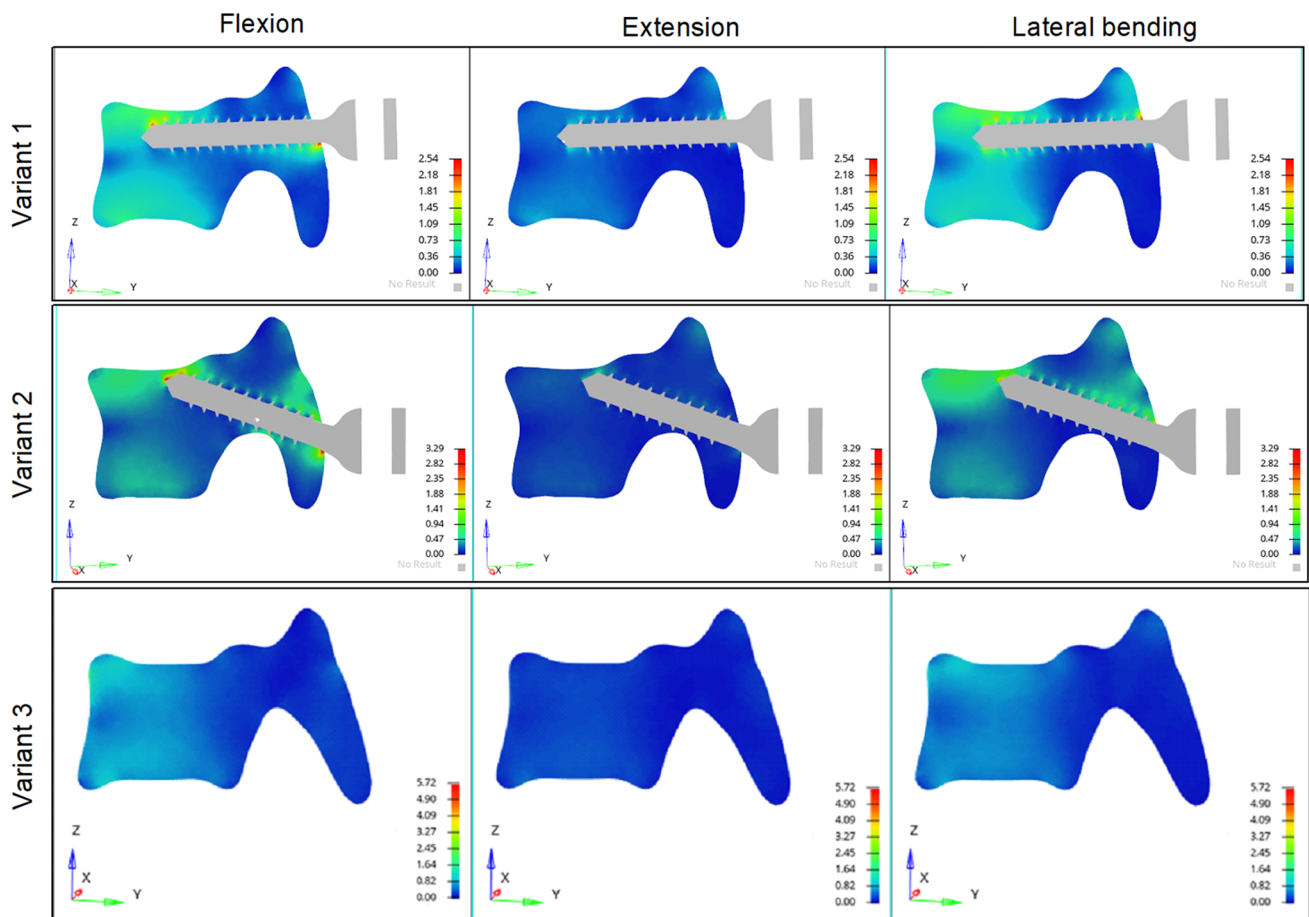 Flexion
Extension
Lateral bending
Variant 1
2.54
2.18
1.81
1.45
1.09
0.73
0.36
0.00
No Result
Z
X
Y
2.54
2.18
1.81
1.45
1.09
0.73
0.36
0.00
No Result
Z
X
Y
2.54
2.18
1.81
1.45
1.09
0.73
0.36
0.00
No Result
Z
X
Y
Variant 2
3.29
2.82
2.35
1.88
1.41
0.94
0.47
0.00
No Result
Z
X
Y
3.29
2.82
2.35
1.88
1.41
0.94
0.47
0.00
No Result
Z
X
Y
3.29
2.82
2.35
1.88
1.41
0.94
0.47
0.00
No Result
Z
X
Y
Variant 3
5.72
4.90
4.09
3.27
2.45
1.64
0.82
0.00
Z
X
Y
5.72
4.90
4.09
3.27
2.45
1.64
0.82
0.00
Z
X
Y
5.72
4.90
4.09
3.27
2.45
1.64
0.82
0.00
Z
X
Y